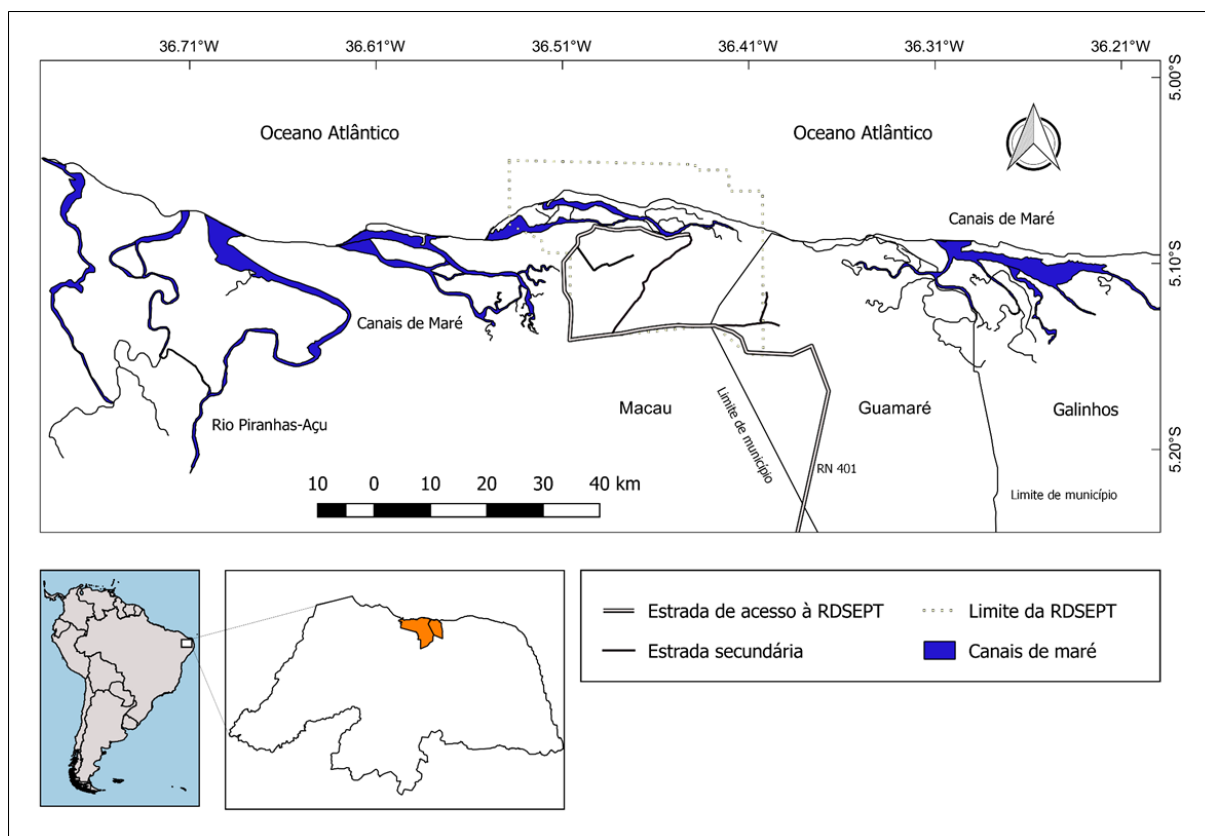 36.71°W 36.61°W 36.51°W 36.41°W 36.31°W 36.21°W
5.00°S
Oceano Atlântico
Oceano Atlântico
Canais de Maré
5.10°S
Canais de Maré
Rio Piranhas-Açu
Macau
Guamaré
Galinhos
Limite de município
RN 401
5.20°S
Limite de município
10 0 10 20 30 40 km
Estrada de acesso à RDSEPT
Limite da RDSEPT
Estrada secundária
Canais de maré